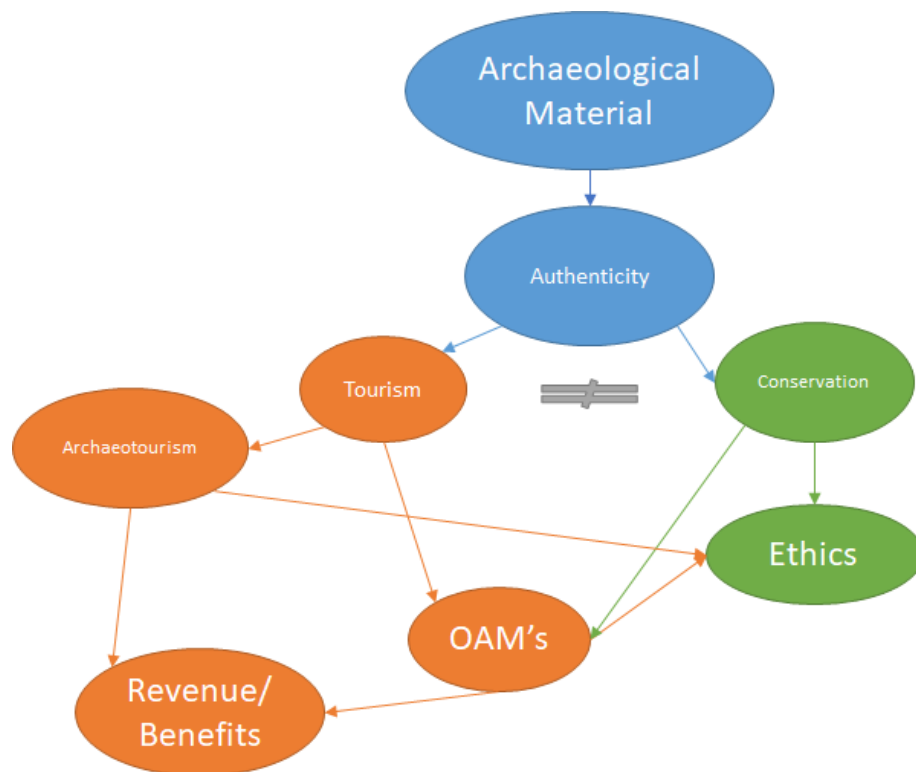 Archaeological
Material
Authenticity
Tourism
Conservation
Archaeotourism
Ethics
OAM's
Revenue/
Benefits